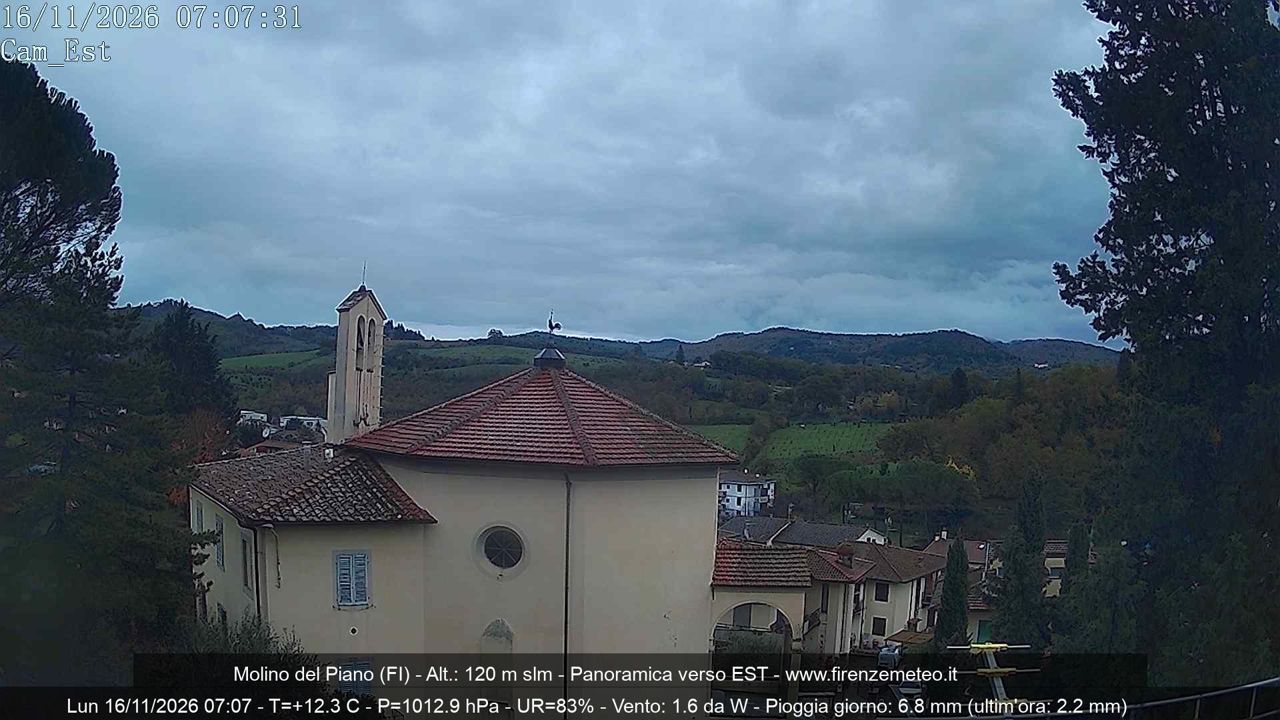 16/11/2026 07:07:31
Cam_Est
Molino del Piano (FI) - Alt.: 120 m slm - Panoramica verso EST - www.firenzemeteo.it
Lun 16/11/2026 07:07 - T=+12.3 C - P=1012.9 hPa - UR=83% - Vento: 1.6 da W - Pioggia giorno: 6.8 mm (ultim'ora: 2.2 mm)